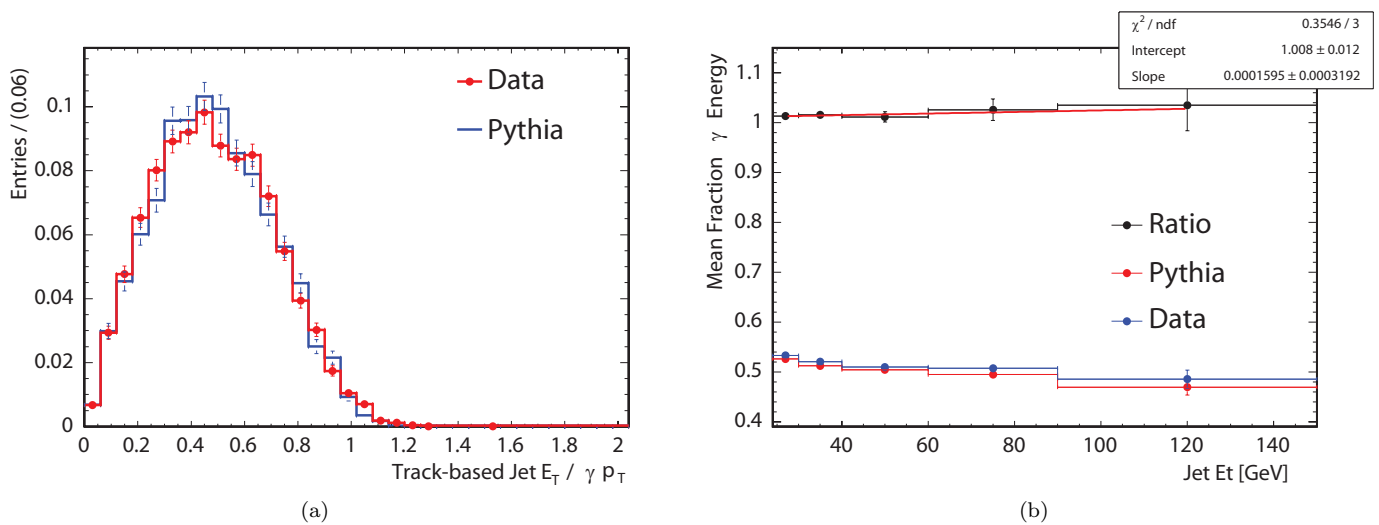 Entries / (0.06)
0.1
0.08
0.06
0.04
0.02
0
Data
Pythia
0 0.2 0.4 0.6 0.8 1 1.2 1.4 1.6 1.8 2
Track-based Jet E_T / γ p_T
(a)
χ² / ndf 0.3546 / 3
Intercept 1.008 ± 0.012
Slope 0.0001595 ± 0.0003192
Mean Fraction γ Energy
1.1
1
0.9
0.8
0.7
0.6
0.5
0.4
Ratio
Pythia
Data
40 60 80 100 120 140
Jet Et [GeV]
(b)